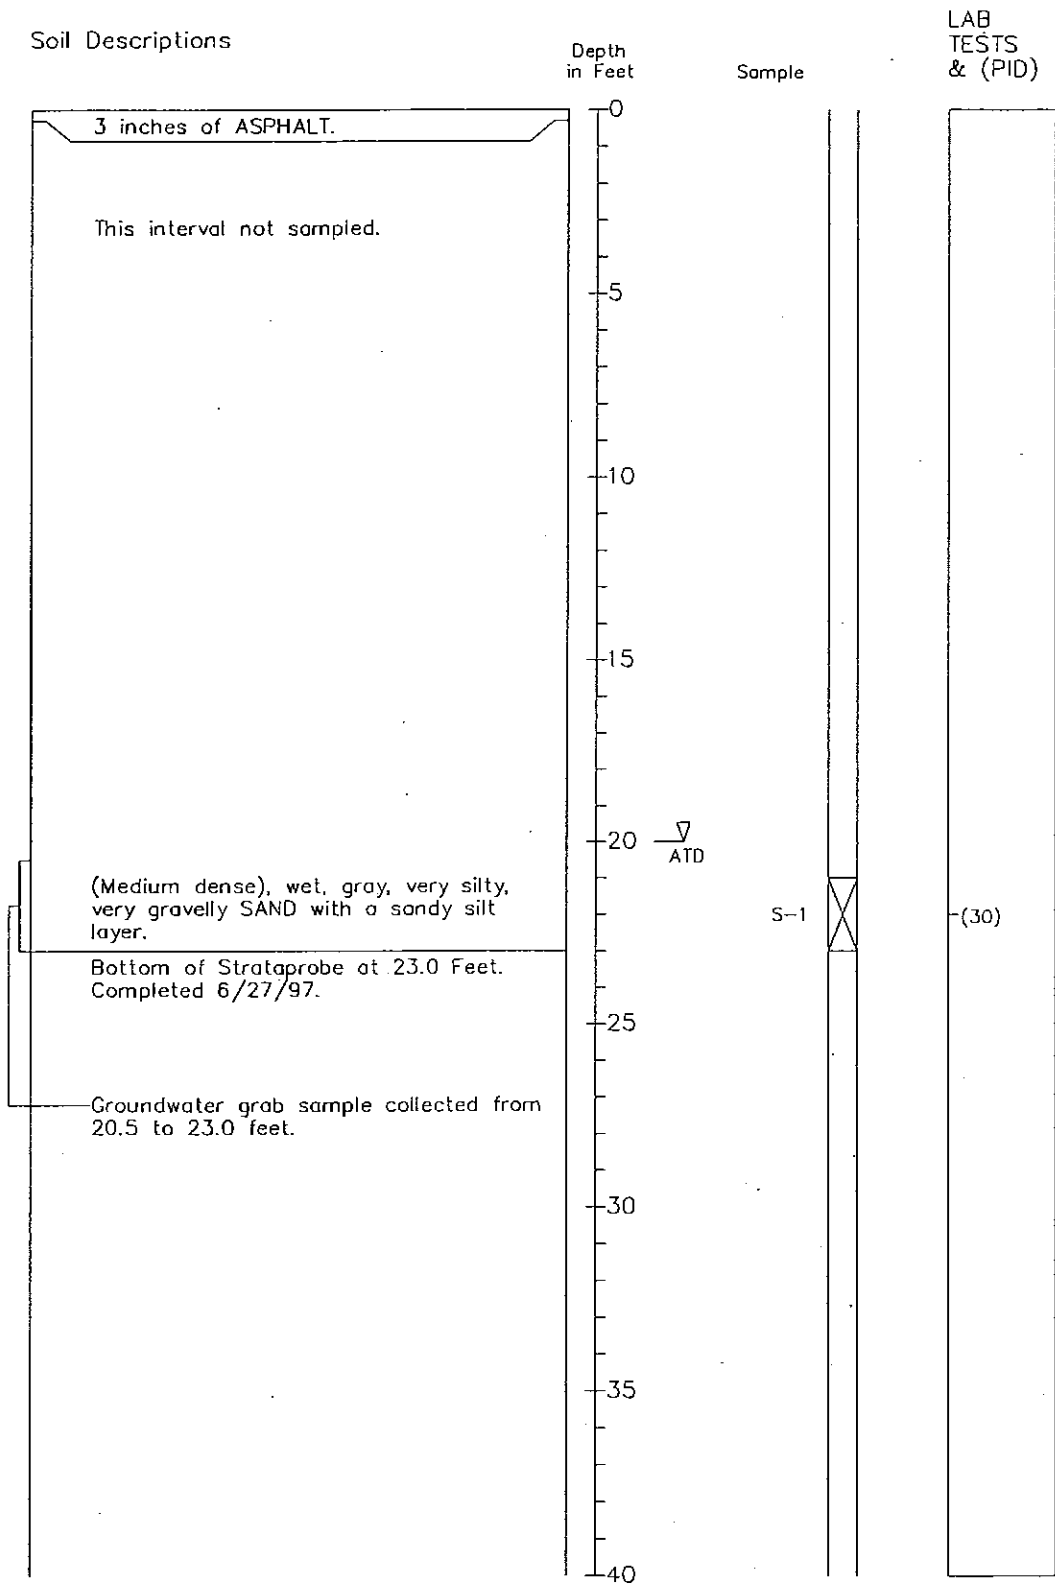 Soil Descriptions
Depth
in Feet
Sample
LAB
TESTS
& (PID)
0
3 inches of ASPHALT.
This interval not sampled.
5
10
15
20
ATD
(Medium dense), wet, gray, very silty,
very gravelly SAND with a sandy silt
layer.
S-1
(30)
Bottom of Strataprobe at 23.0 Feet.
Completed 6/27/97.
25
Groundwater grab sample collected from
20.5 to 23.0 feet.
30
35
40